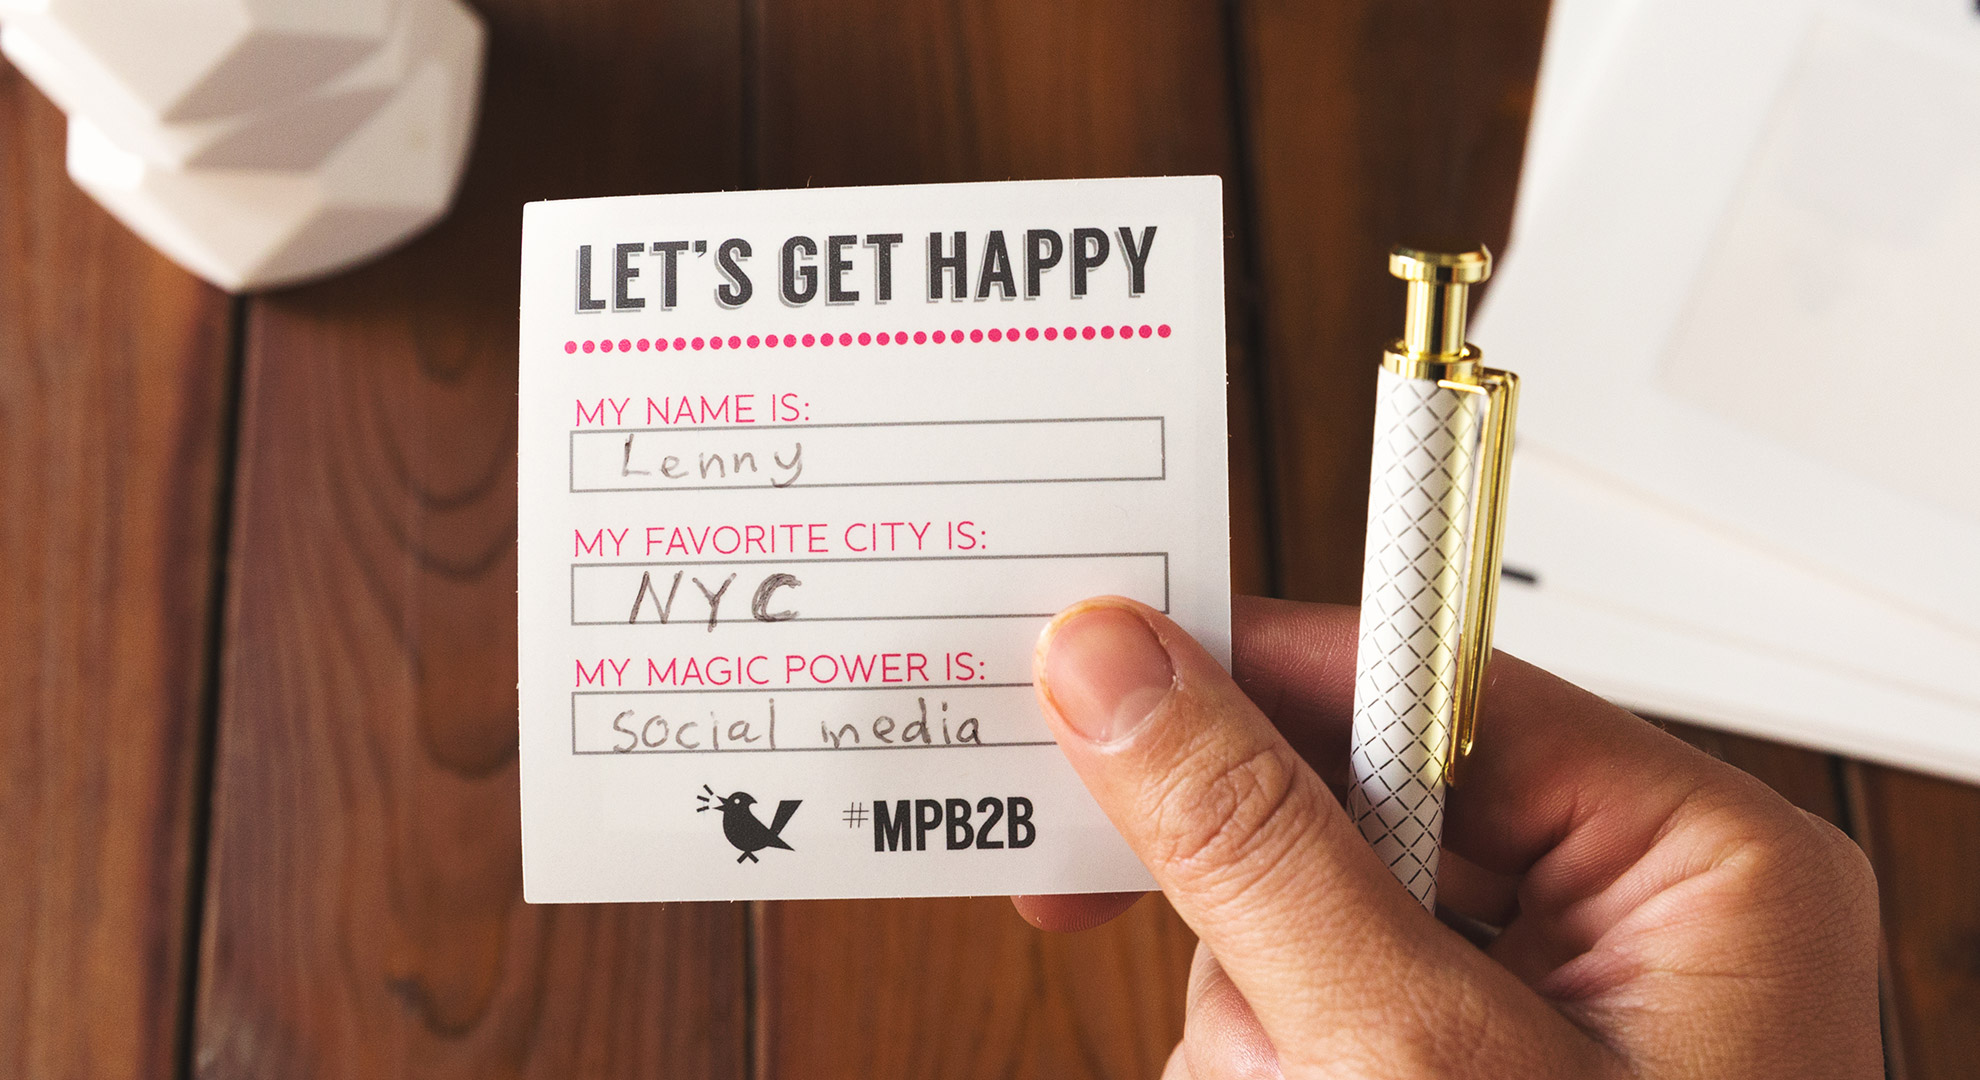 LET'S GET HAPPY
MY NAME IS:
Lenny
MY FAVORITE CITY IS:
NYC
MY MAGIC POWER IS:
social media
#MPB2B